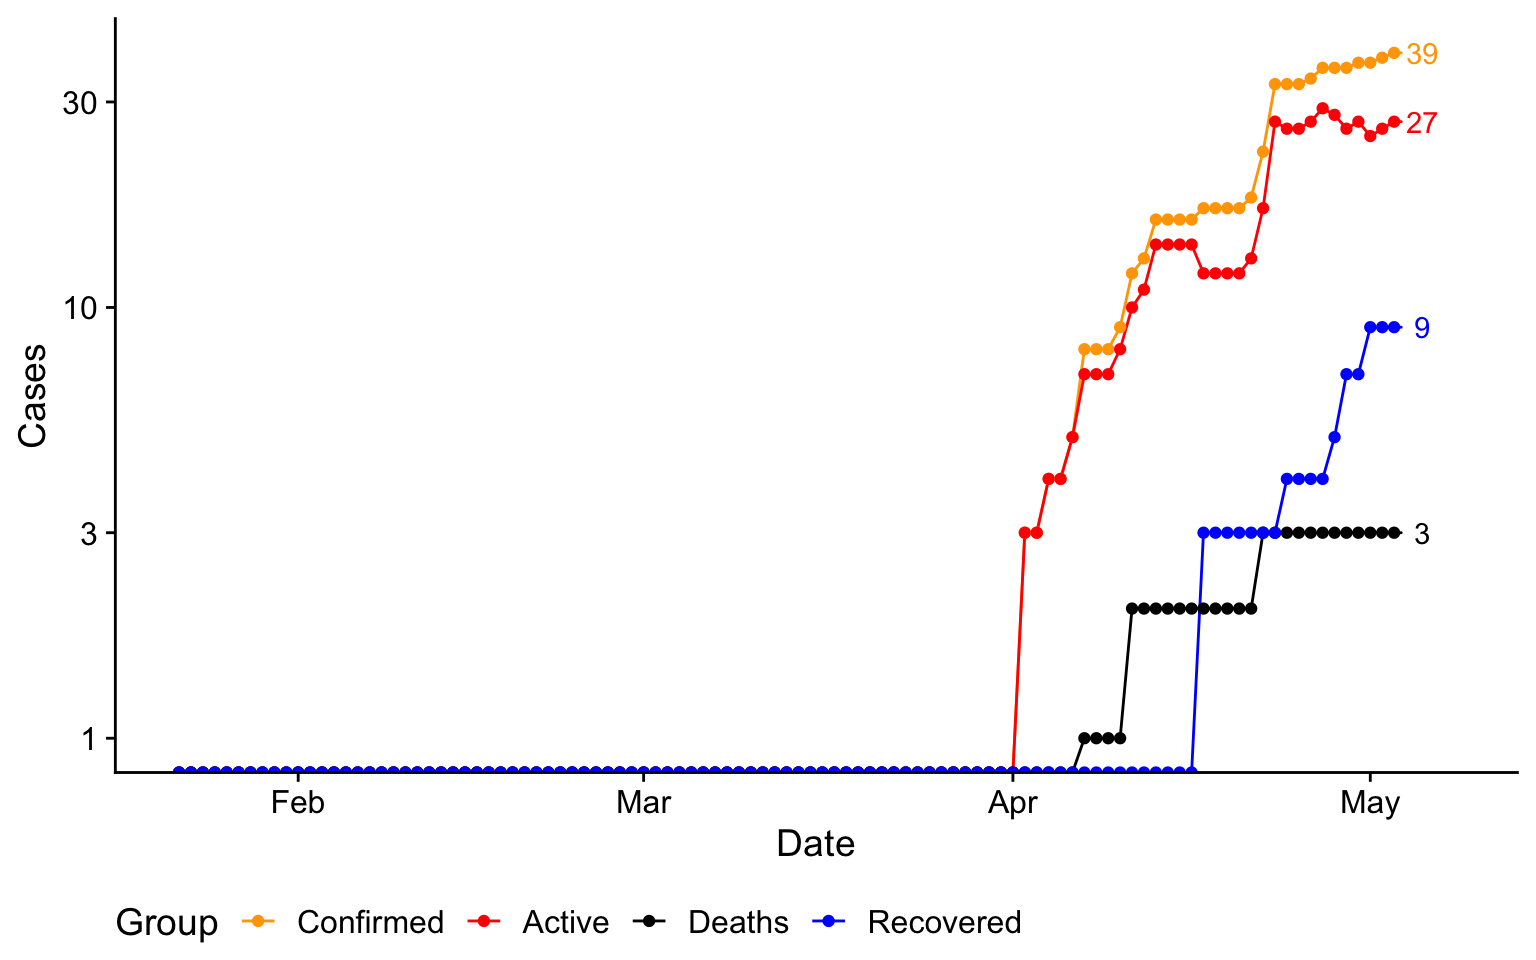 39
30
27
10
9
3
3
1
Cases
Feb Mar Apr May
Date
Group Confirmed Active Deaths Recovered